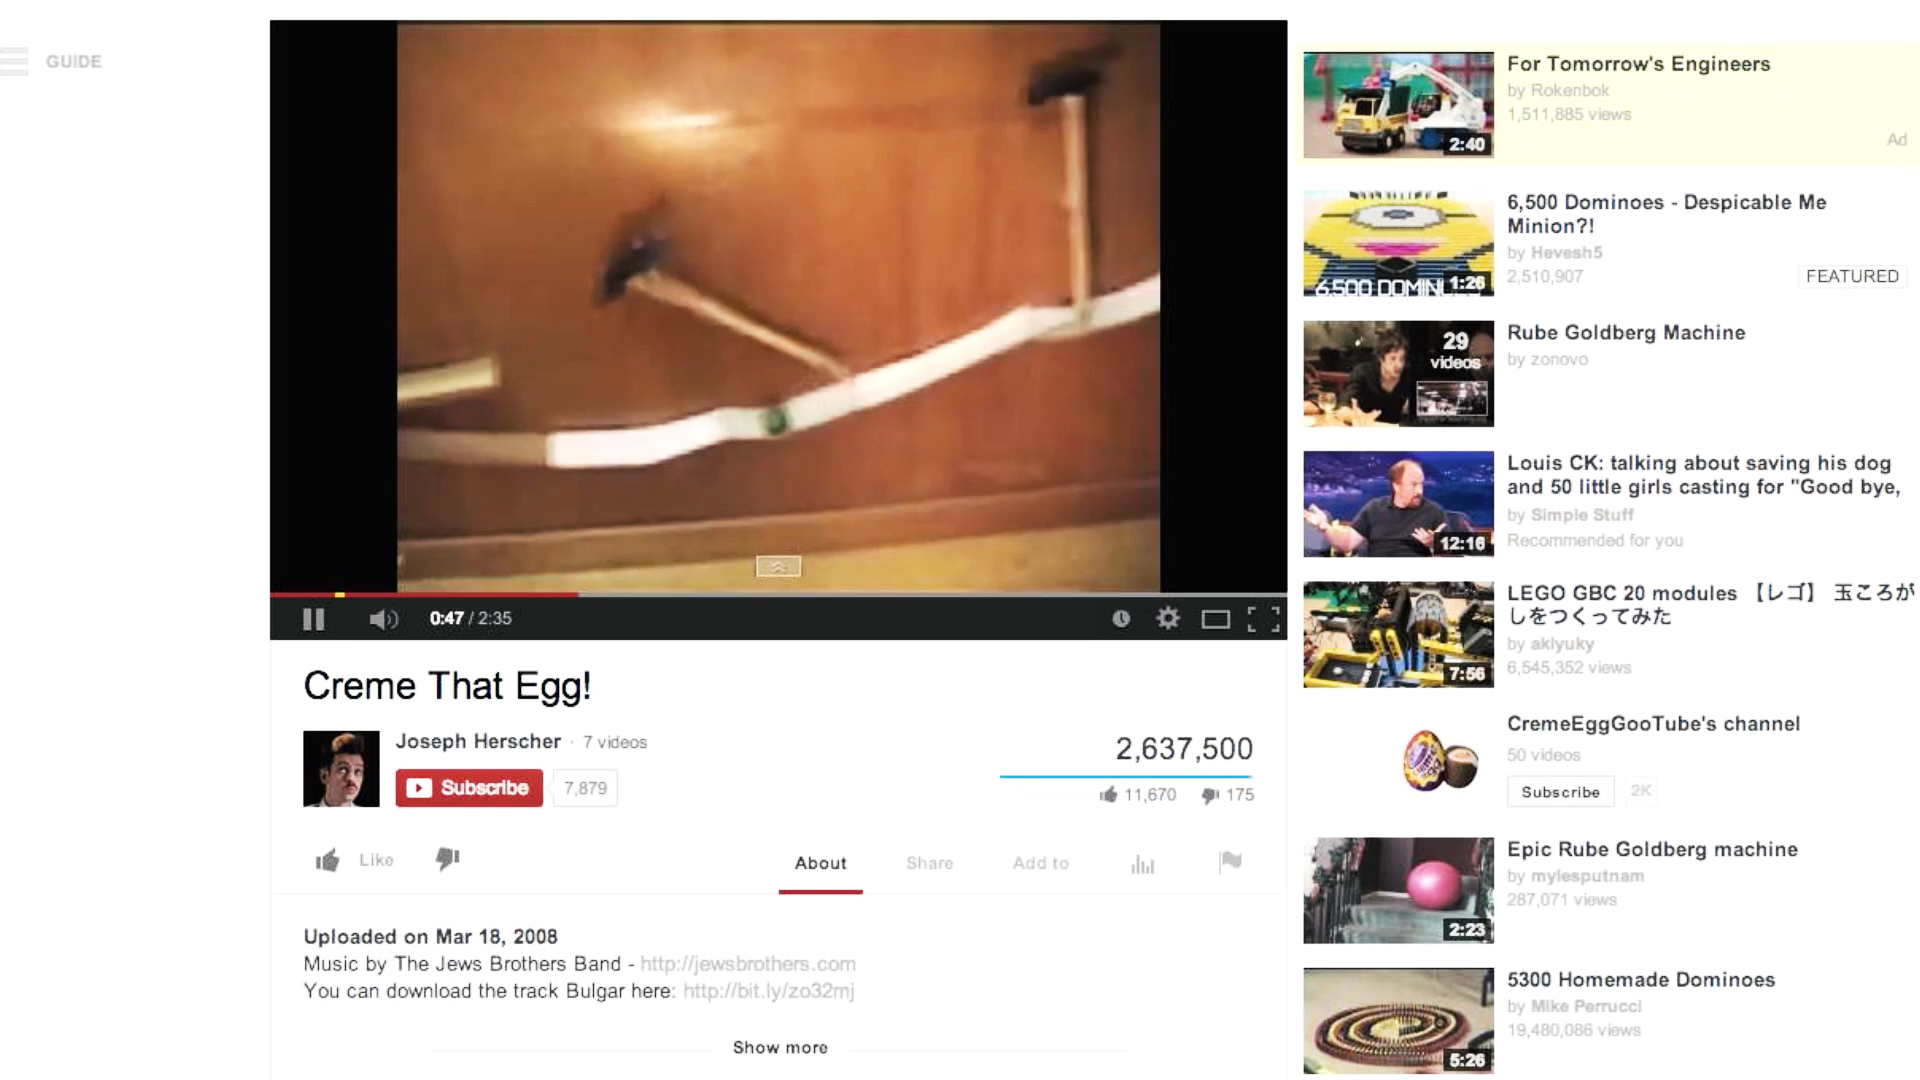 GUIDE
0:47 / 2:35
Creme That Egg!
Joseph Herscher · 7 videos
Subscribe 7,879
2,637,500
11,670 175
Like
About Share Add to
Uploaded on Mar 18, 2008
Music by The Jews Brothers Band - http://jewsbrothers.com
You can download the track Bulgar here: http://bit.ly/zo32mj
Show more
For Tomorrow's Engineers
by Rokenbok
1,511,885 views
Ad
2:40
6,500 Dominoes - Despicable Me
Minion?!
by Hevesh5
2,510,907
FEATURED
1:26
Rube Goldberg Machine
by zonovo
29
videos
Louis CK: talking about saving his dog
and 50 little girls casting for "Good bye,
by Simple Stuff
Recommended for you
12:16
LEGO GBC 20 modules 【レゴ】 玉ころが
しをつくってみた
by akiyuky
6,545,352 views
7:56
CremeEggGooTube's channel
50 videos
Subscribe 2K
Epic Rube Goldberg machine
by mylesputnam
287,071 views
2:23
5300 Homemade Dominoes
by Mike Perrucci
19,480,086 views
5:26